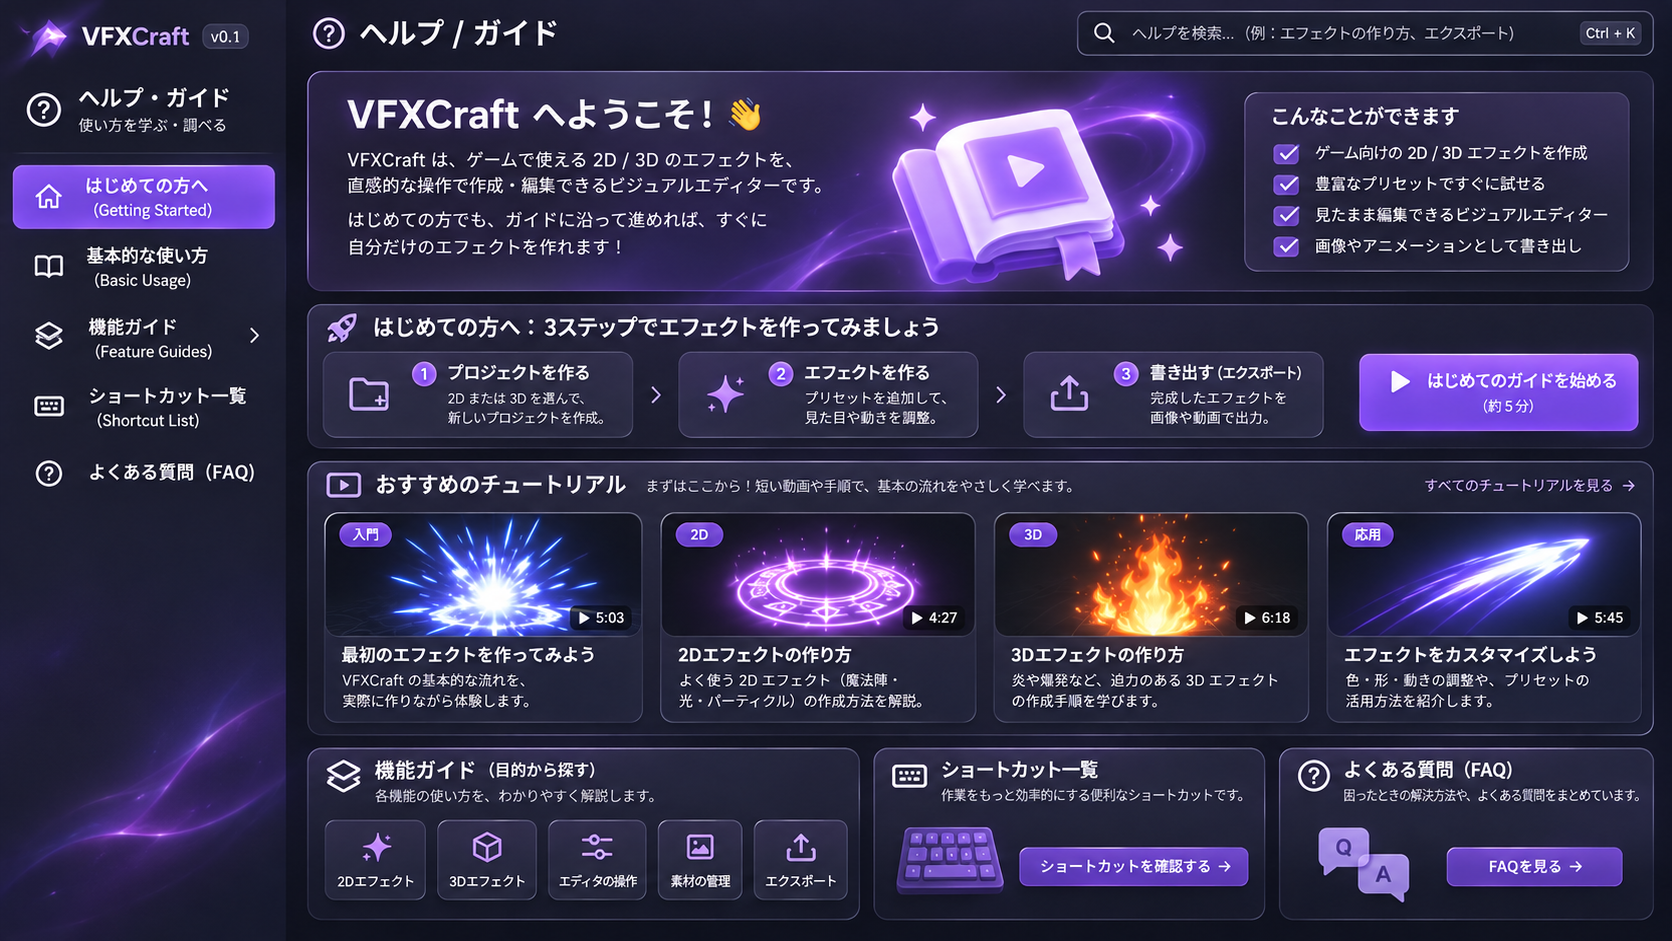 VFXCraft v0.1
ヘルプ・ガイド
使い方を学ぶ・調べる
はじめての方へ
(Getting Started)
基本的な使い方
(Basic Usage)
機能ガイド
(Feature Guides)
ショートカット一覧
(Shortcut List)
よくある質問（FAQ）
ヘルプ / ガイド
ヘルプを検索...（例：エフェクトの作り方、エクスポート）
Ctrl + K
VFXCraft へようこそ！👋
VFXCraft は、ゲームで使える 2D / 3D のエフェクトを、
直感的な操作で作成・編集できるビジュアルエディターです。
はじめての方でも、ガイドに沿って進めれば、すぐに
自分だけのエフェクトを作れます！
こんなことができます
ゲーム向けの 2D / 3D エフェクトを作成
豊富なプリセットですぐに試せる
見たまま編集できるビジュアルエディター
画像やアニメーションとして書き出し
はじめての方へ：3ステップでエフェクトを作ってみましょう
1 プロジェクトを作る
2D または 3D を選んで、
新しいプロジェクトを作成。
2 エフェクトを作る
プリセットを追加して、
見た目や動きを調整。
3 書き出す（エクスポート）
完成したエフェクトを
画像や動画で出力。
はじめてのガイドを始める
（約 5 分）
おすすめのチュートリアル
まずはここから！短い動画や手順で、基本の流れをやさしく学べます。
すべてのチュートリアルを見る →
入門
5:03
最初のエフェクトを作ってみよう
VFXCraft の基本的な流れを、
実際に作りながら体験します。
2D
4:27
2Dエフェクトの作り方
よく使う 2D エフェクト（魔法陣・
光・パーティクル）の作成方法を解説。
3D
6:18
3Dエフェクトの作り方
炎や爆発など、迫力のある 3D エフェクト
の作成手順を学びます。
応用
5:45
エフェクトをカスタマイズしよう
色・形・動きの調整や、プリセットの
活用方法を紹介します。
機能ガイド（目的から探す）
各機能の使い方を、わかりやすく解説します。
2Dエフェクト
3Dエフェクト
エディタの操作
素材の管理
エクスポート
ショートカット一覧
作業をもっと効率的にする便利なショートカットです。
ショートカットを確認する →
よくある質問（FAQ）
困ったときの解決方法や、よくある質問をまとめています。
Q
A
FAQを見る →